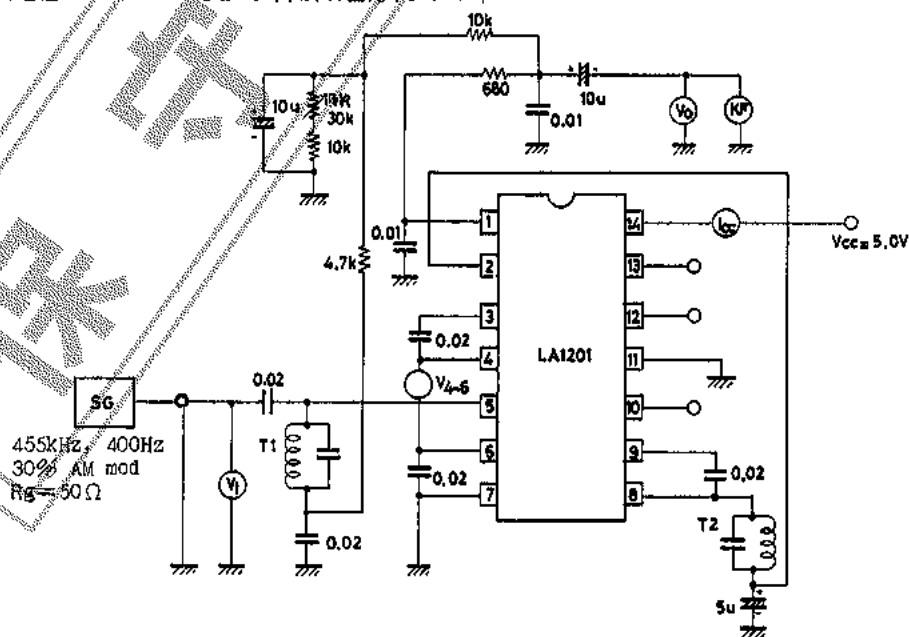 10k
10u
30k
10k
680
10u
0.01
Vo
KF
0.01
4.7k
1
2
3
4
5
6
7
14
13
12
11
10
9
8
LA1201
Icc
Vcc=5.0V
0.02
V4~6
0.02
SG
455kHz, 400Hz
30% AM mod
Rg=50Ω
0.02
T1
Vi
0.02
0.02
T2
5u